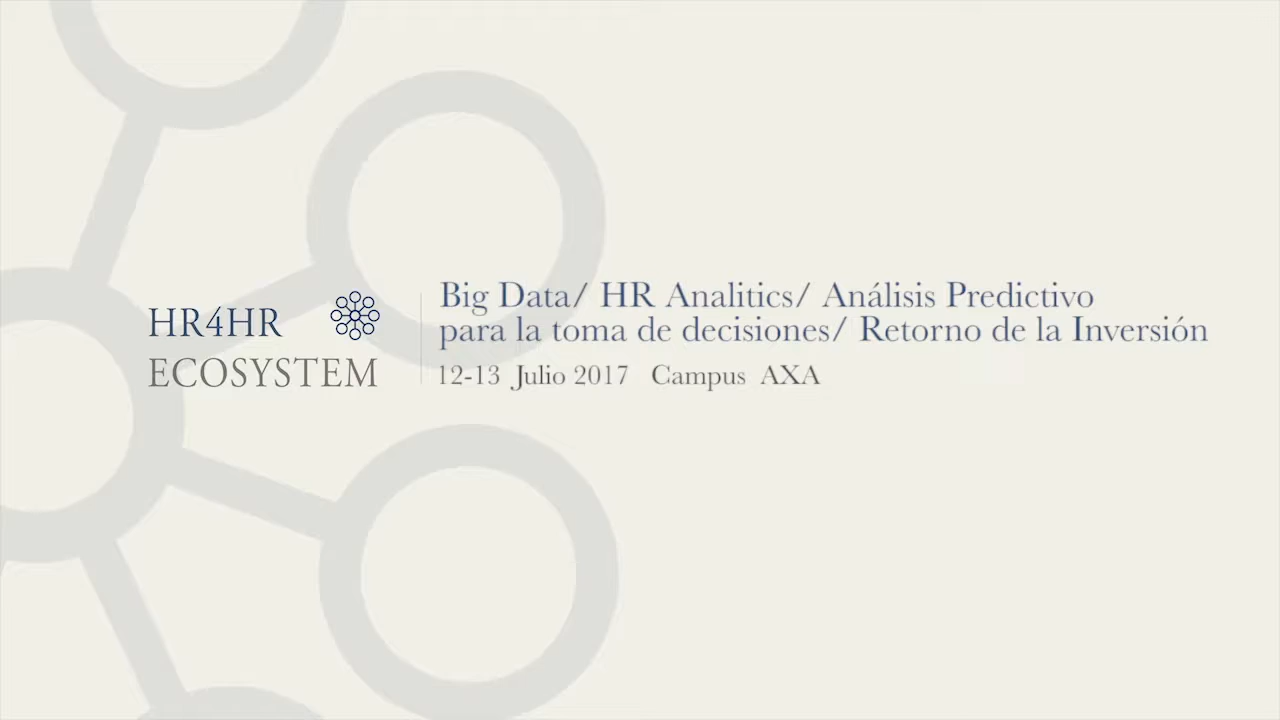 HR4HR
ECOSYSTEM
Big Data/ HR Analitics/ Análisis Predictivo
para la toma de decisiones/ Retorno de la Inversión
12-13 Julio 2017 Campus AXA